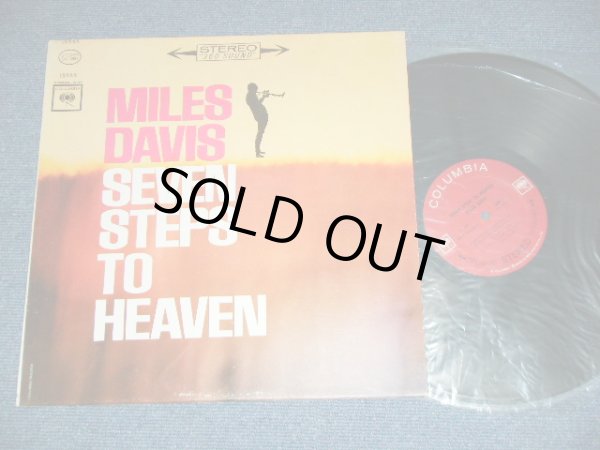 STEREO
"360 SOUND"
MILES
DAVIS
SEVEN
STEPS
TO
HEAVEN
SOLD OUT
COLUMBIA